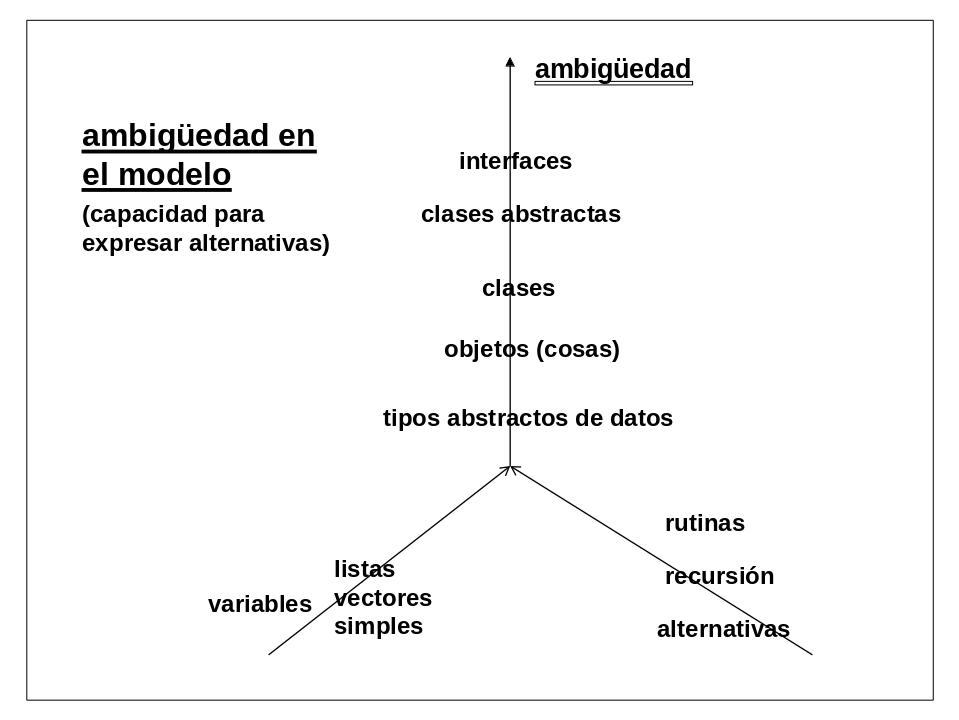 ambigüedad
ambigüedad en
el modelo
(capacidad para
expresar alternativas)
interfaces
clases abstractas
clases
objetos (cosas)
tipos abstractos de datos
variables
listas
vectores
simples
rutinas
recursión
alternativas